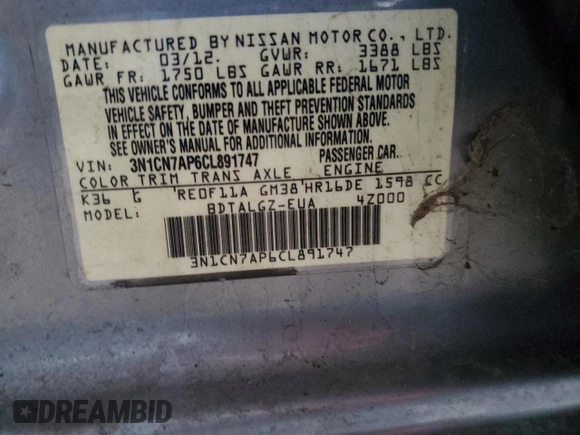 MANUFACTURED BY NISSAN MOTOR CO., LTD.
DATE: 03/12. GVWR: 3388 LBS
GAWR FR: 1750 LBS GAWR RR: 1671 LBS
THIS VEHICLE CONFORMS TO ALL APPLICABLE FEDERAL MOTOR
VEHICLE SAFETY, BUMPER AND THEFT PREVENTION STANDARDS
IN EFFECT ON THE DATE OF MANUFACTURE SHOWN ABOVE.
SEE OWNER'S MANUAL FOR ADDITIONAL INFORMATION.
VIN: 3N1CN7AP6CL891747 PASSENGER CAR
COLOR TRIM TRANS AXLE ENGINE
K36 G RE0F11A GM38 HR16DE 1598 CC
MODEL: BDTALGZ-EUA 4Z000
3N1CN7AP6CL891747
DREAMBID